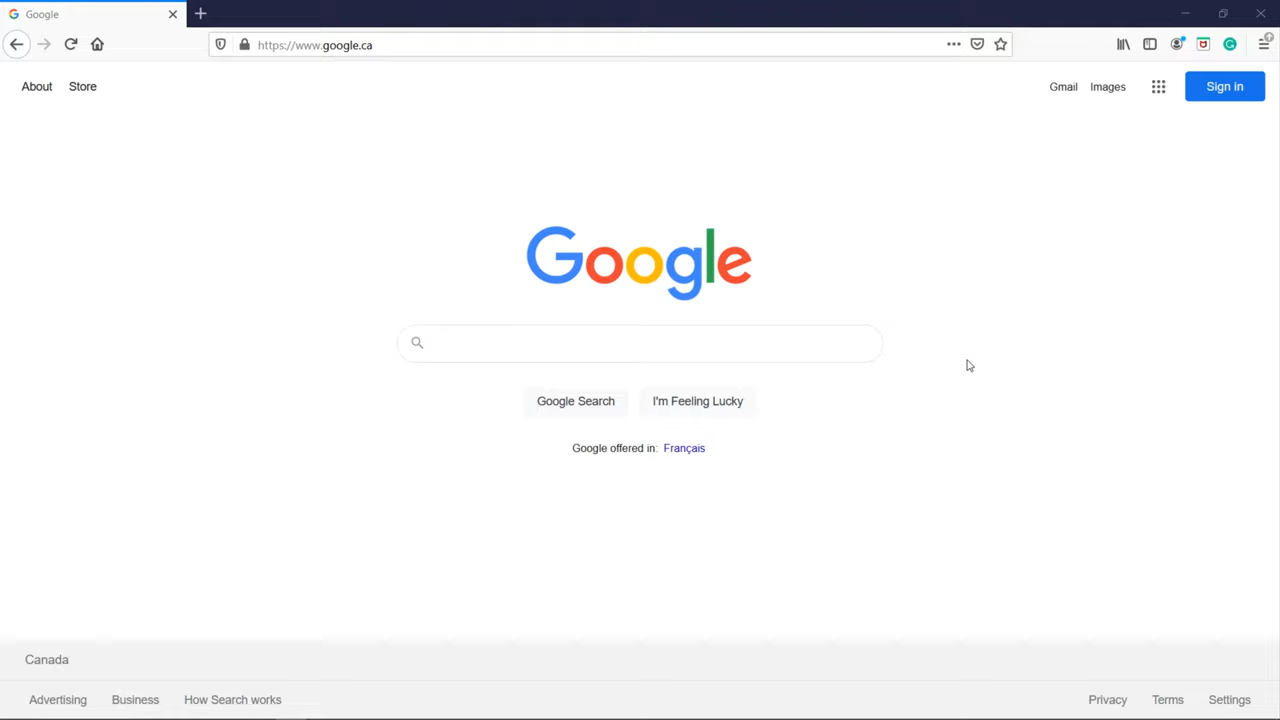 Google
https://www.google.ca
About Store
Gmail Images Sign in
Google
Google Search I'm Feeling Lucky
Google offered in: Français
Canada
Advertising Business How Search works
Privacy Terms Settings